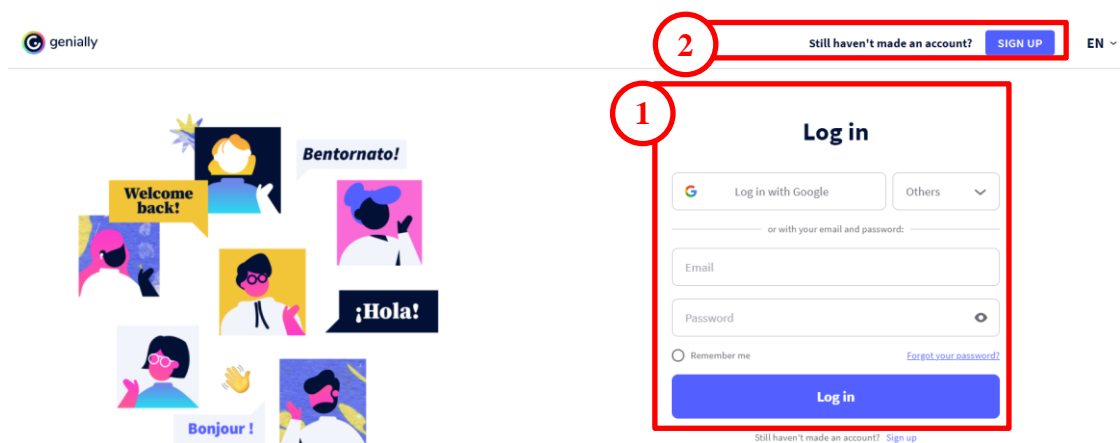 genially
2
Still haven't made an account?
SIGN UP
EN
1
Log in
Bentornato!
Welcome
back!
¡Hola!
Bonjour !
Log in with Google
Others
or with your email and password:
Email
Password
Remember me
Forgot your password?
Log in
Still haven't made an account? Sign up